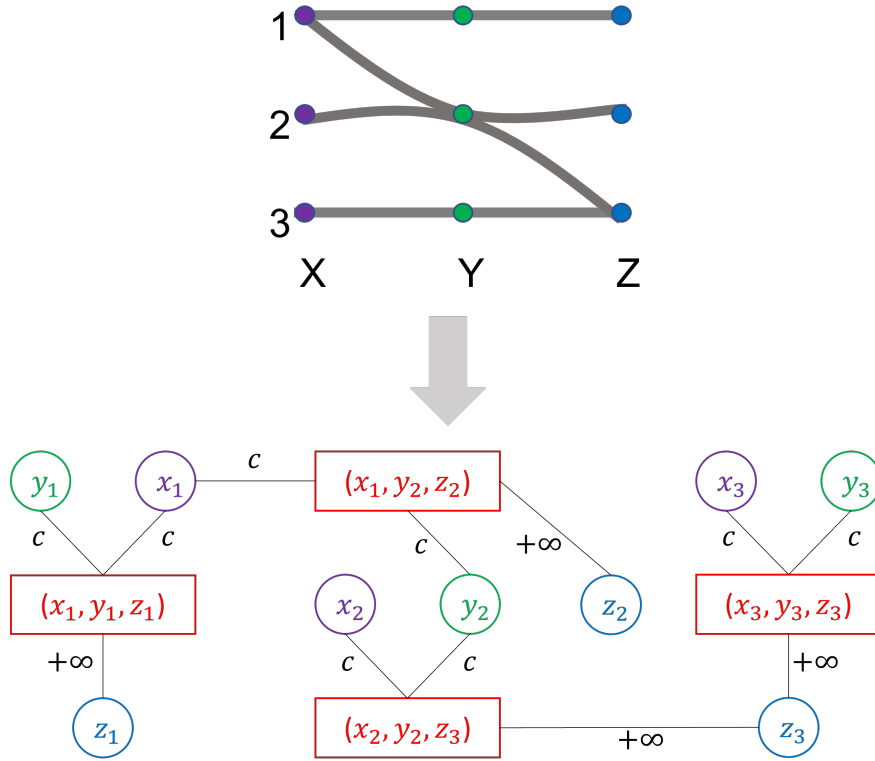 1
2
3
X Y Z
y₁ x₁ c (x₁, y₂, z₂) x₃ y₃
c c c +∞ c c
(x₁, y₁, z₁) x₂ y₂ z₂ (x₃, y₃, z₃)
+∞ c c +∞
z₁ (x₂, y₂, z₃) +∞ z₃